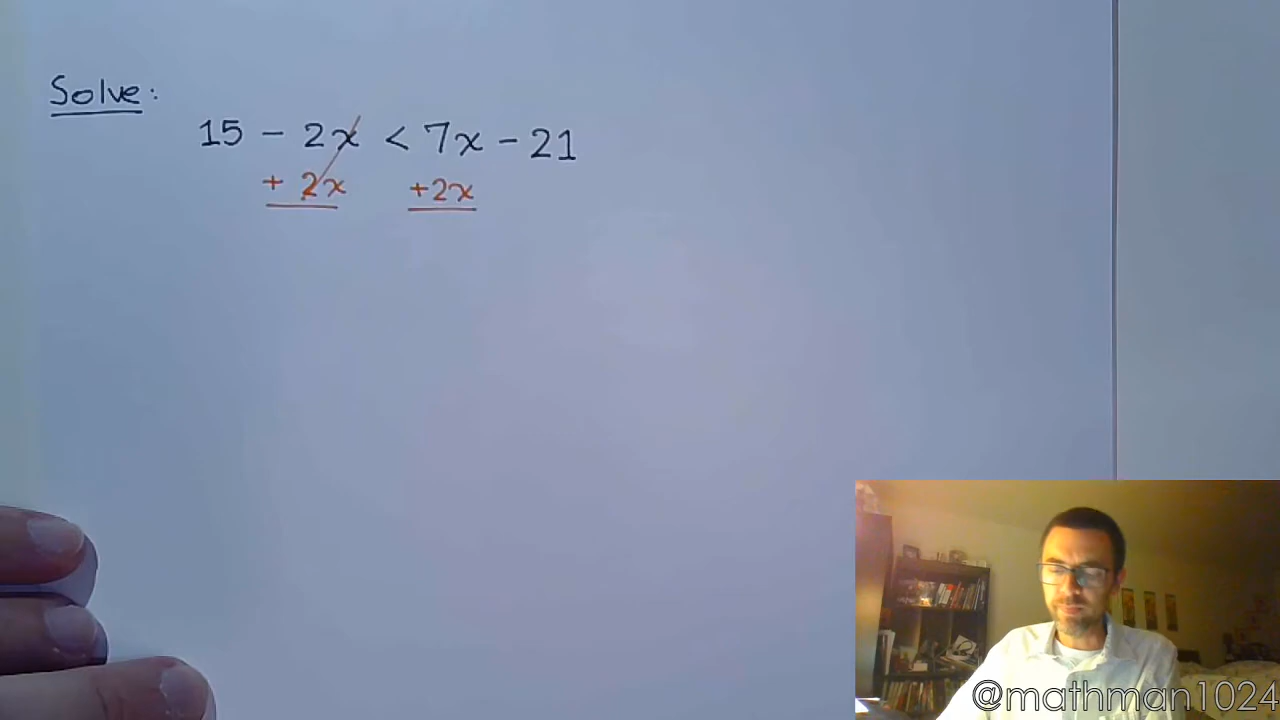 Solve:
15 - 2x < 7x - 21
+ 2x +2x
@mathman1024